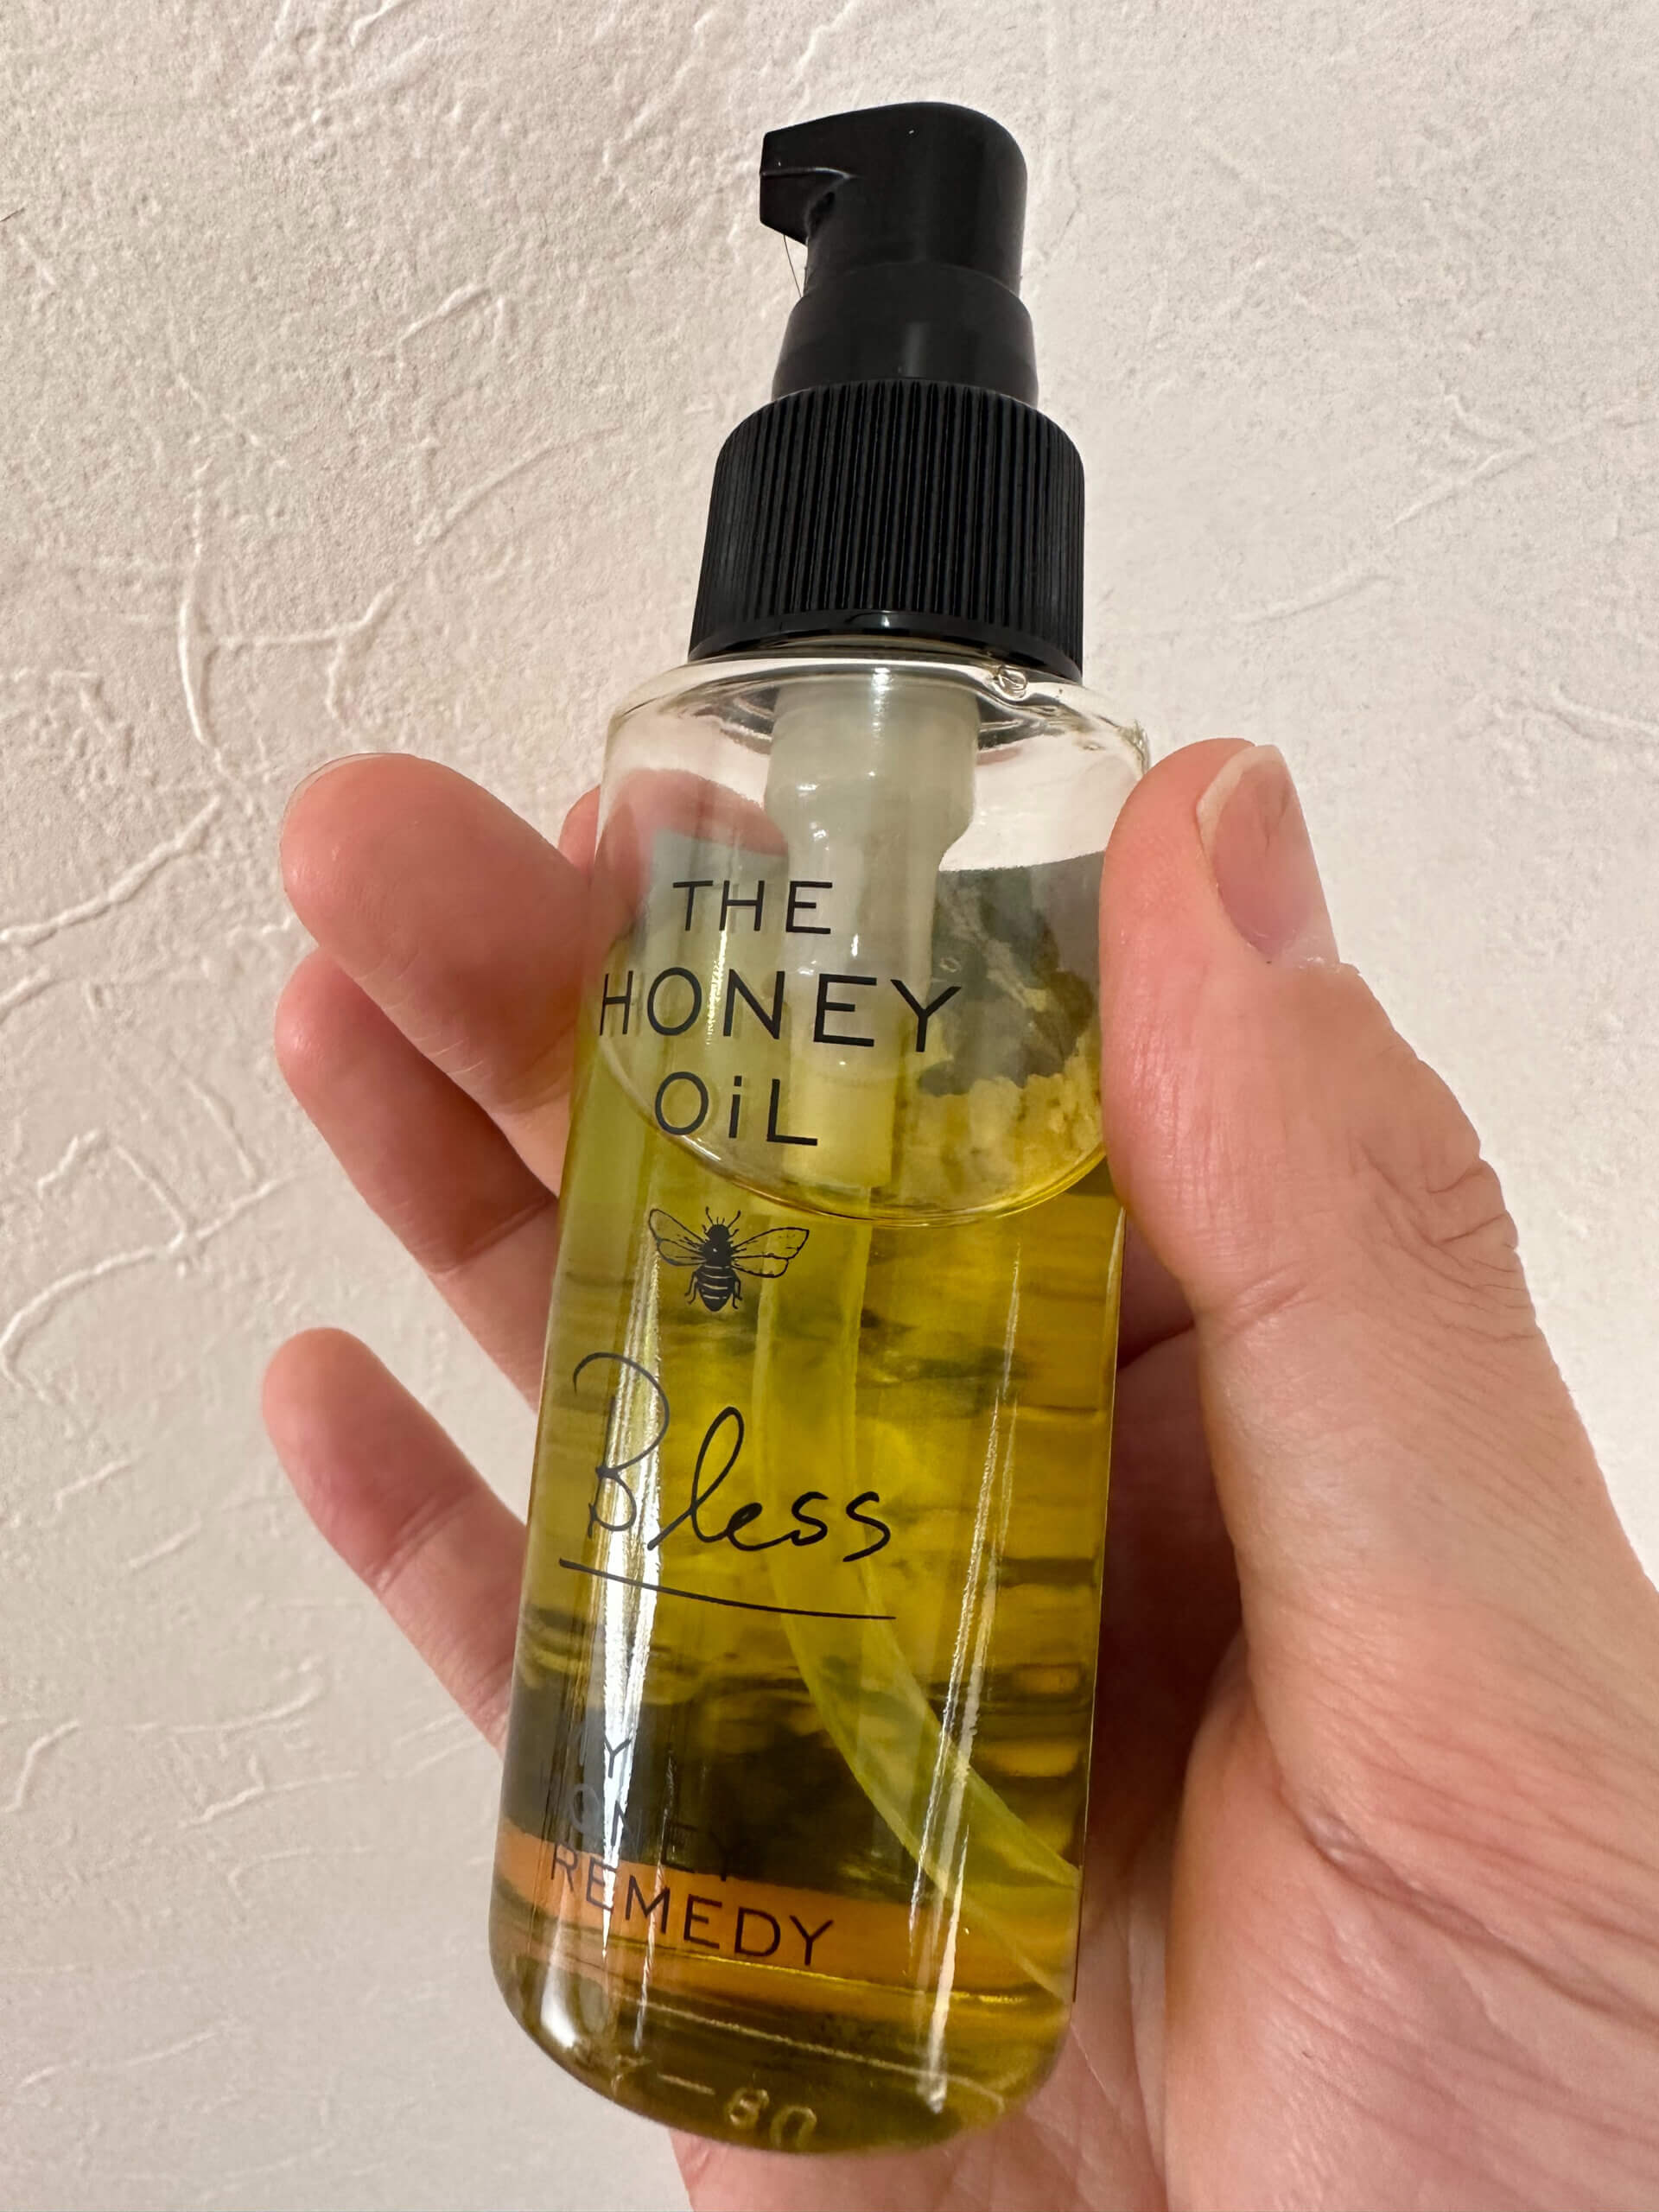 THE
HONEY
OiL
Bless
REMEDY